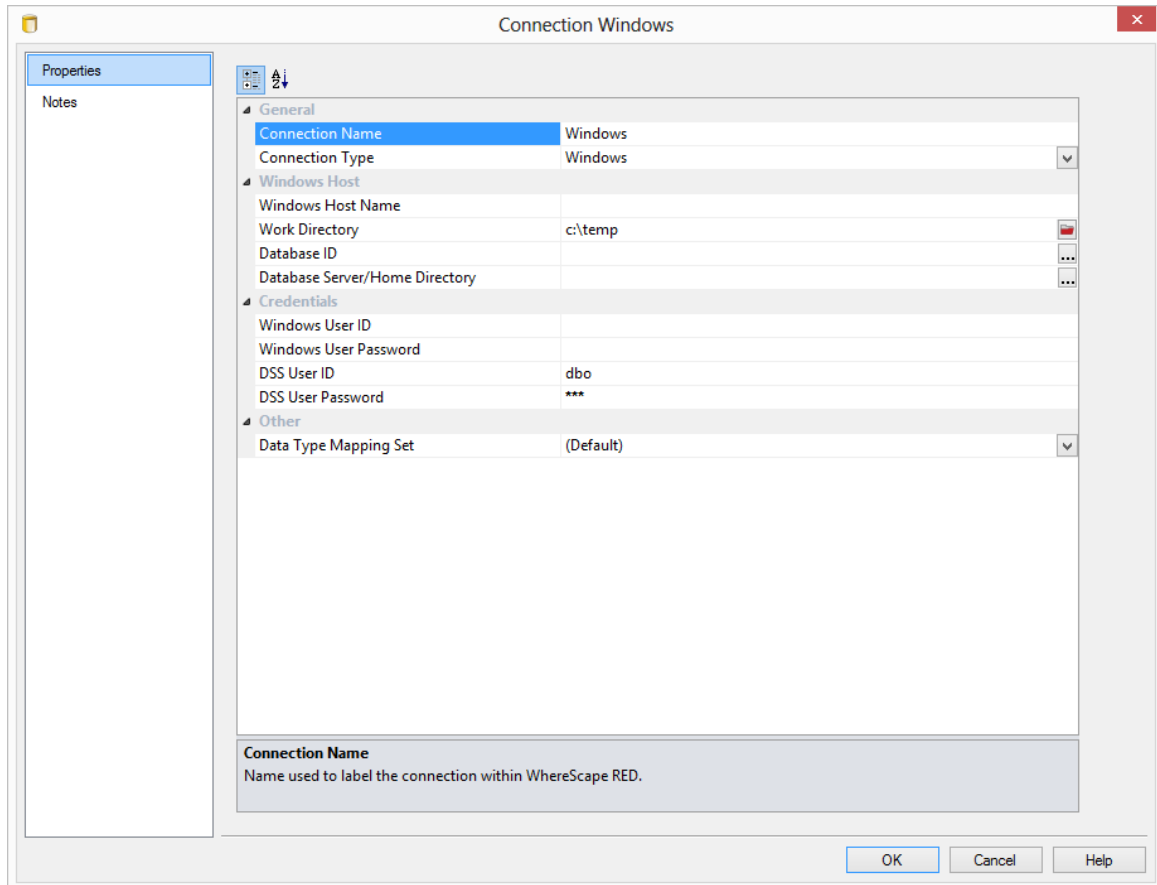 Connection Windows
Properties
Notes
General
Connection Name Windows
Connection Type Windows
Windows Host
Windows Host Name
Work Directory c:\temp
Database ID ...
Database Server/Home Directory ...
Credentials
Windows User ID
Windows User Password
DSS User ID dbo
DSS User Password ***
Other
Data Type Mapping Set (Default)
Connection Name
Name used to label the connection within WhereScape RED.
OK Cancel Help